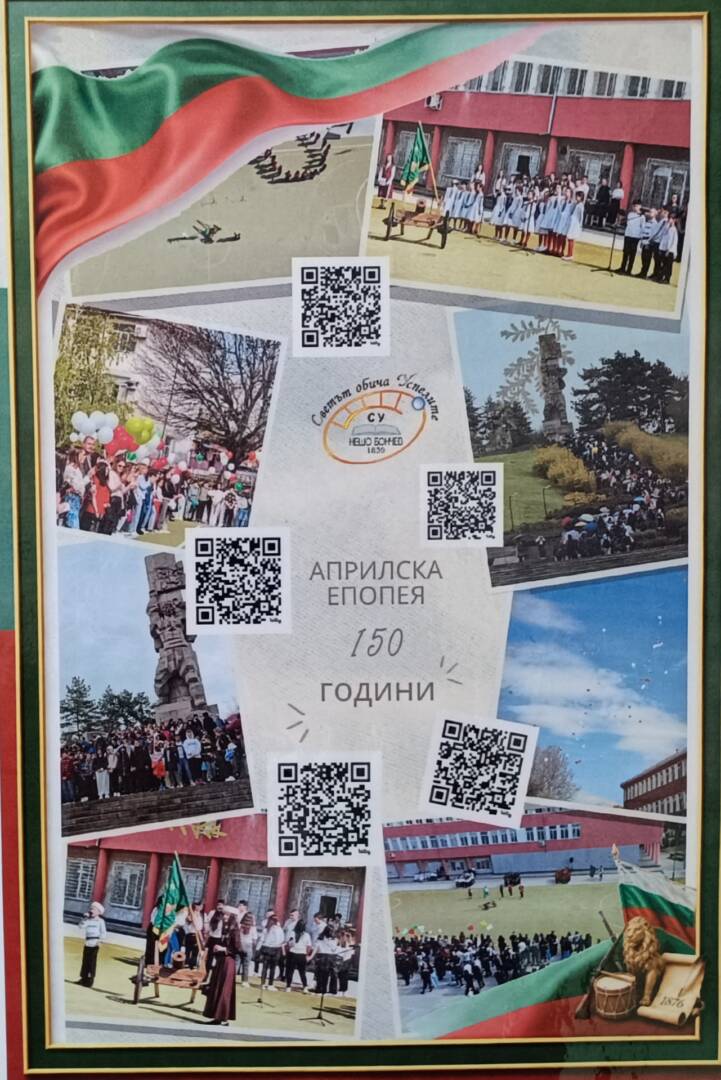 Светът обича Успелите
СУ
НЕШО БОНЧЕВ
1839
АПРИЛСКА
ЕПОПЕЯ
150
ГОДИНИ
1876